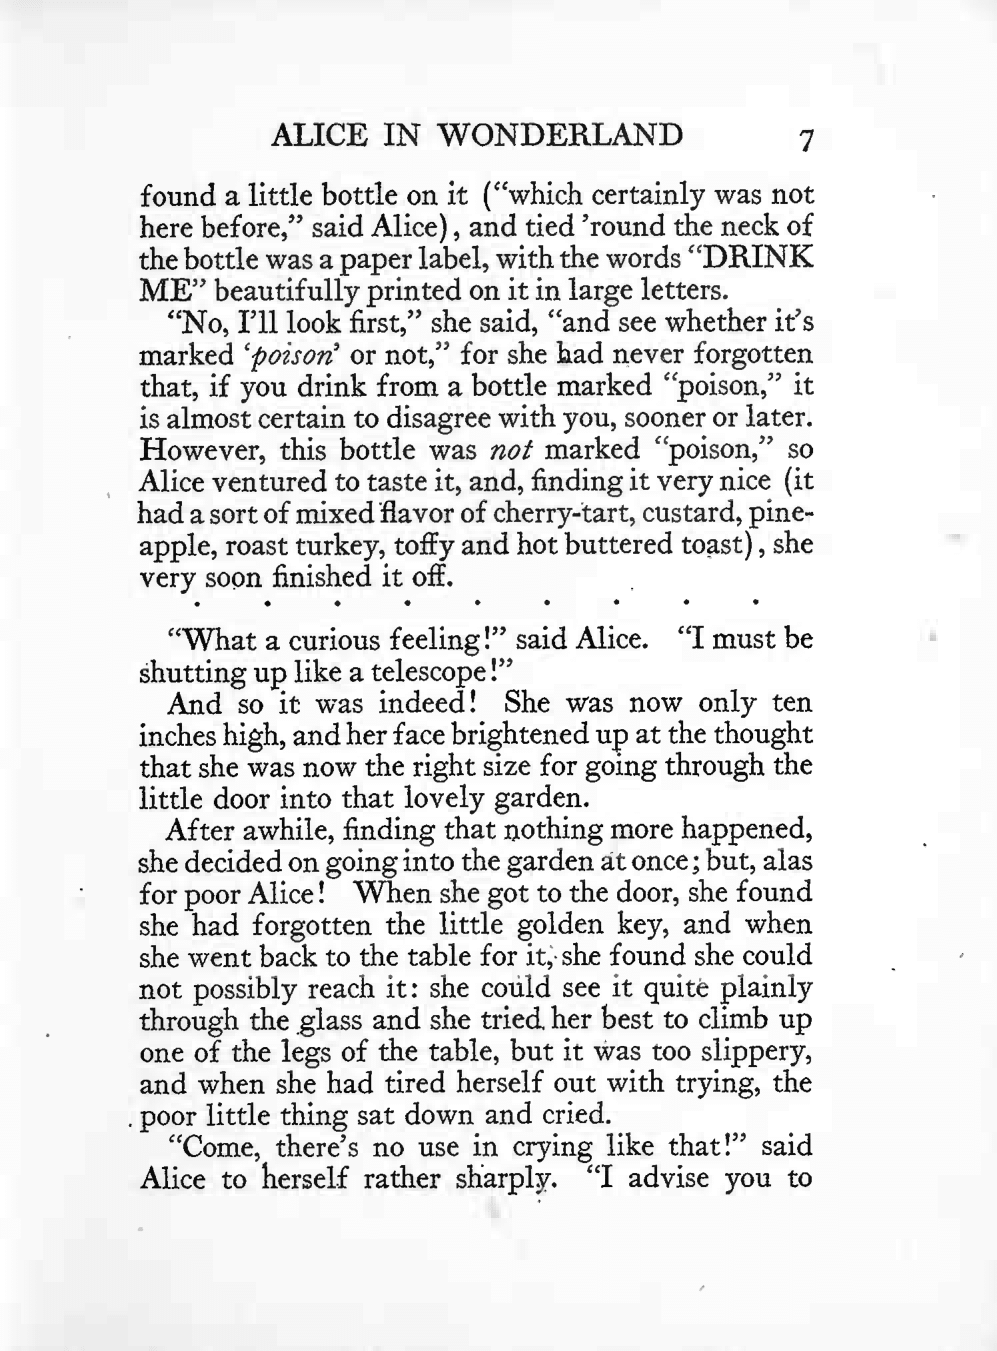 ALICE IN WONDERLAND 7
found a little bottle on it (“which certainly was not
here before,” said Alice), and tied ’round the neck of
the bottle was a paper label, with the words “DRINK
ME” beautifully printed on it in large letters.
“No, I’ll look first,” she said, “and see whether it’s
marked ‘poison’ or not,” for she had never forgotten
that, if you drink from a bottle marked “poison,” it
is almost certain to disagree with you, sooner or later.
However, this bottle was not marked “poison,” so
Alice ventured to taste it, and, finding it very nice (it
had a sort of mixed flavor of cherry-tart, custard, pine-
apple, roast turkey, toffy and hot buttered toast), she
very soon finished it off.
. . . . . . . . .
“What a curious feeling!” said Alice. “I must be
shutting up like a telescope!”
And so it was indeed! She was now only ten
inches high, and her face brightened up at the thought
that she was now the right size for going through the
little door into that lovely garden.
After awhile, finding that nothing more happened,
she decided on going into the garden at once; but, alas
for poor Alice! When she got to the door, she found
she had forgotten the little golden key, and when
she went back to the table for it, she found she could
not possibly reach it: she could see it quite plainly
through the glass and she tried her best to climb up
one of the legs of the table, but it was too slippery,
and when she had tired herself out with trying, the
poor little thing sat down and cried.
“Come, there’s no use in crying like that!” said
Alice to herself rather sharply. “I advise you to